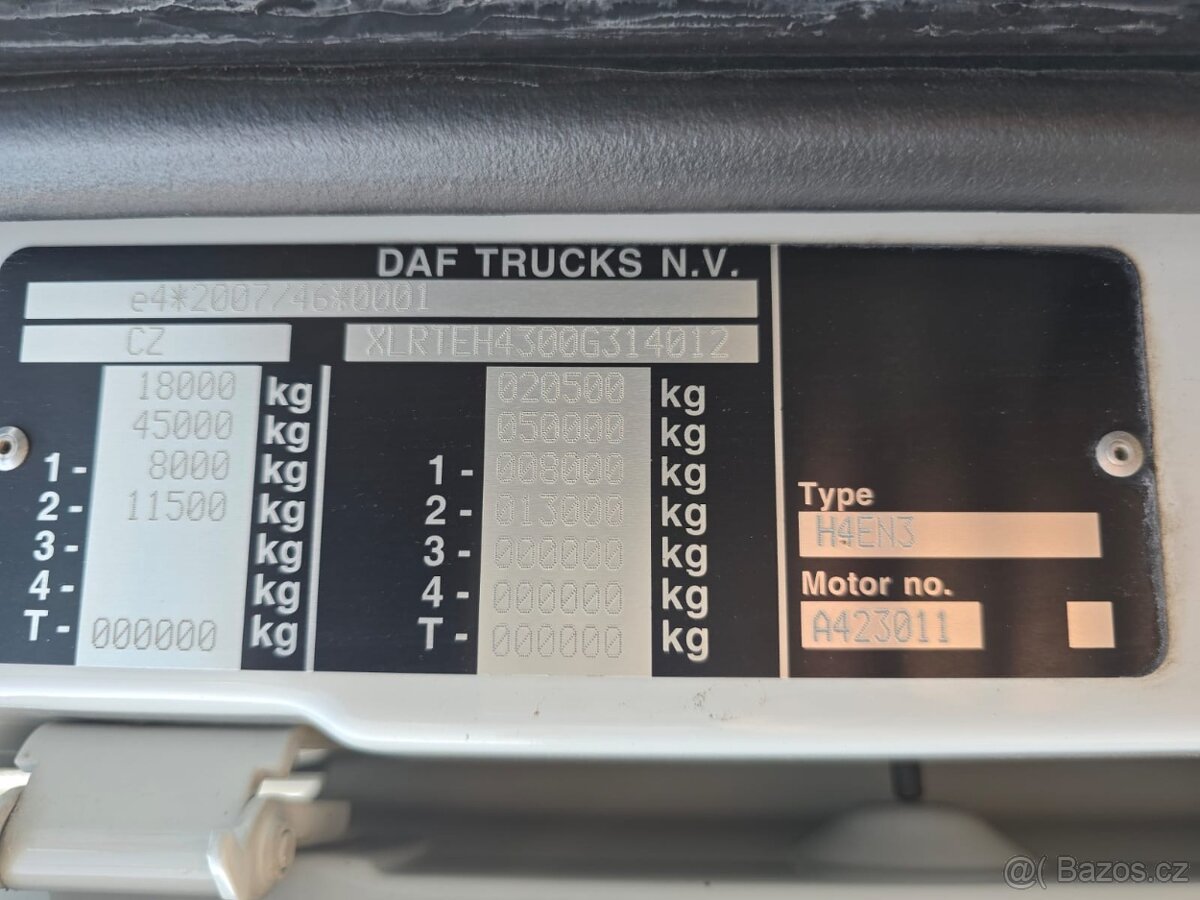 DAF TRUCKS N.V.
e4*2007/46*0001
CZ XLRTEH4300G314012
18000 kg 020500 kg
45000 kg 050000 kg
1- 8000 kg 1- 008000 kg
2- 11500 kg 2- 013000 kg
3- kg 3- 000000 kg
4- kg 4- 000000 kg
T- 000000 kg T- 000000 kg
Type
H4EN3
Motor no.
A423011
@( Bazos.cz